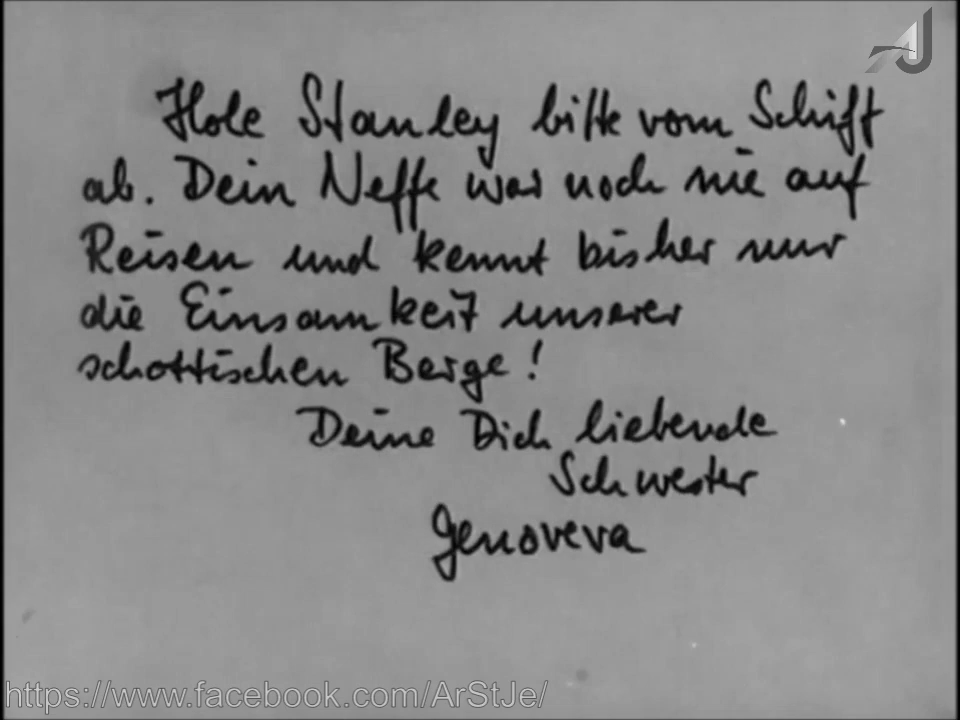 Hole Stanley bitte vom Schiff
ab. Dein Neffe war noch nie auf
Reisen und kennt bisher nur
die Einsamkeit unserer
schottischen Berge!
Deine Dich liebende
Schwester
Genoveva
https://www.facebook.com/ArStJe/